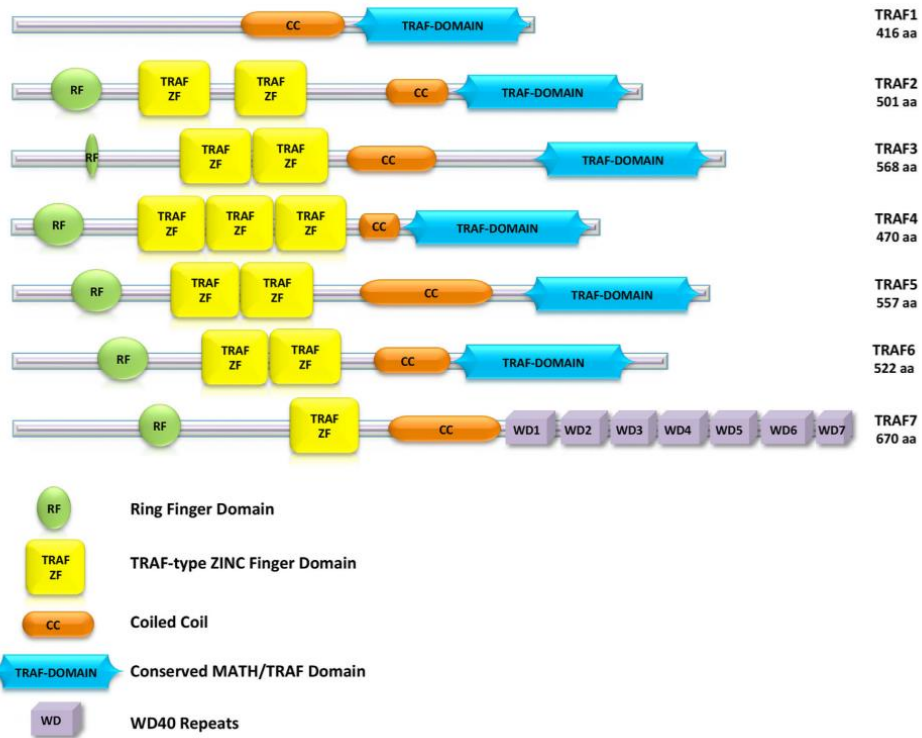 CC TRAF-DOMAIN TRAF1
416 aa
RF TRAF ZF TRAF ZF CC TRAF-DOMAIN TRAF2
501 aa
RF TRAF ZF TRAF ZF CC TRAF-DOMAIN TRAF3
568 aa
RF TRAF ZF TRAF ZF TRAF ZF CC TRAF-DOMAIN TRAF4
470 aa
RF TRAF ZF TRAF ZF CC TRAF-DOMAIN TRAF5
557 aa
RF TRAF ZF TRAF ZF CC TRAF-DOMAIN TRAF6
522 aa
RF TRAF ZF CC WD1 WD2 WD3 WD4 WD5 WD6 WD7 TRAF7
670 aa
RF Ring Finger Domain
TRAF ZF TRAF-type ZINC Finger Domain
CC Coiled Coil
TRAF-DOMAIN Conserved MATH/TRAF Domain
WD WD40 Repeats